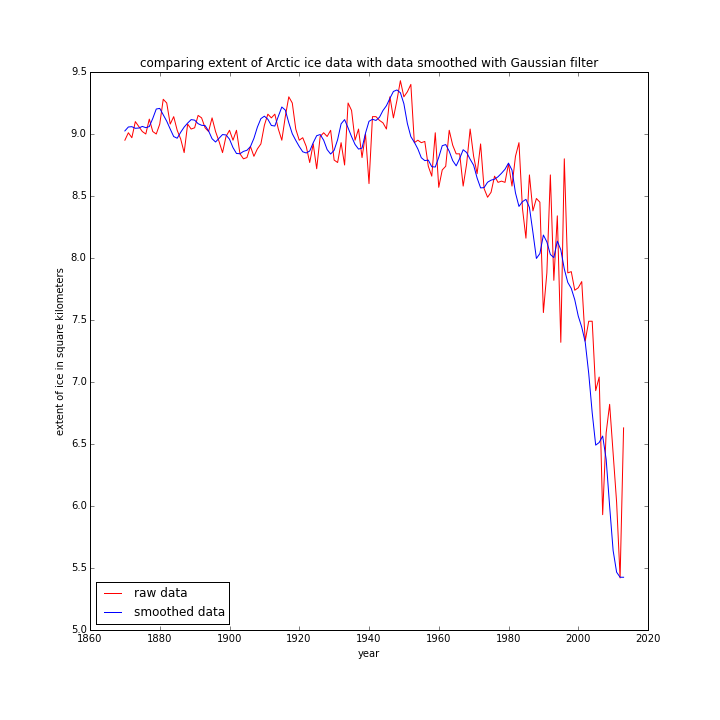 comparing extent of Arctic ice data with data smoothed with Gaussian filter
9.5
9.0
8.5
8.0
7.5
7.0
6.5
6.0
5.5
5.0
extent of ice in square kilometers
raw data
smoothed data
1860 1880 1900 1920 1940 1960 1980 2000 2020
year